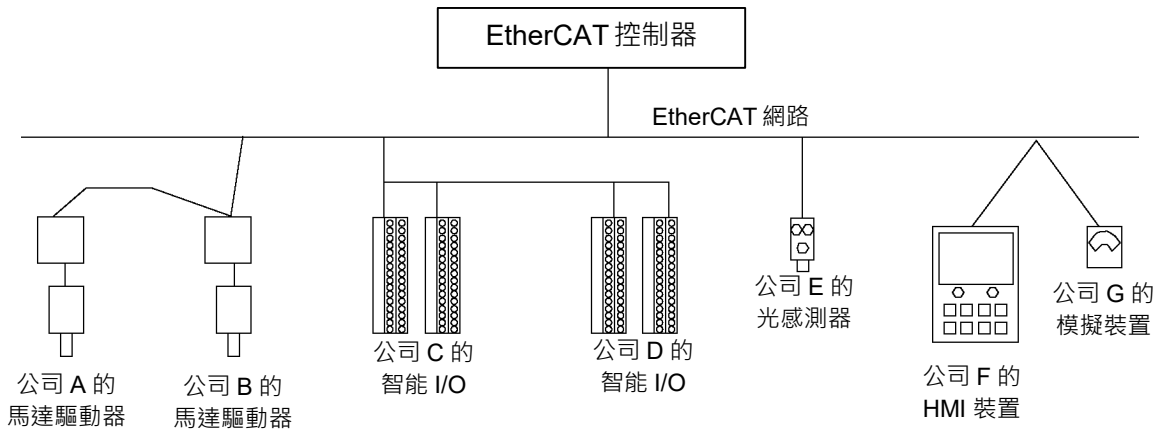 EtherCAT 控制器
EtherCAT 網路
公司 A 的
馬達驅動器
公司 B 的
馬達驅動器
公司 C 的
智能 I/O
公司 D 的
智能 I/O
公司 E 的
光感測器
公司 F 的
HMI 裝置
公司 G 的
模擬裝置